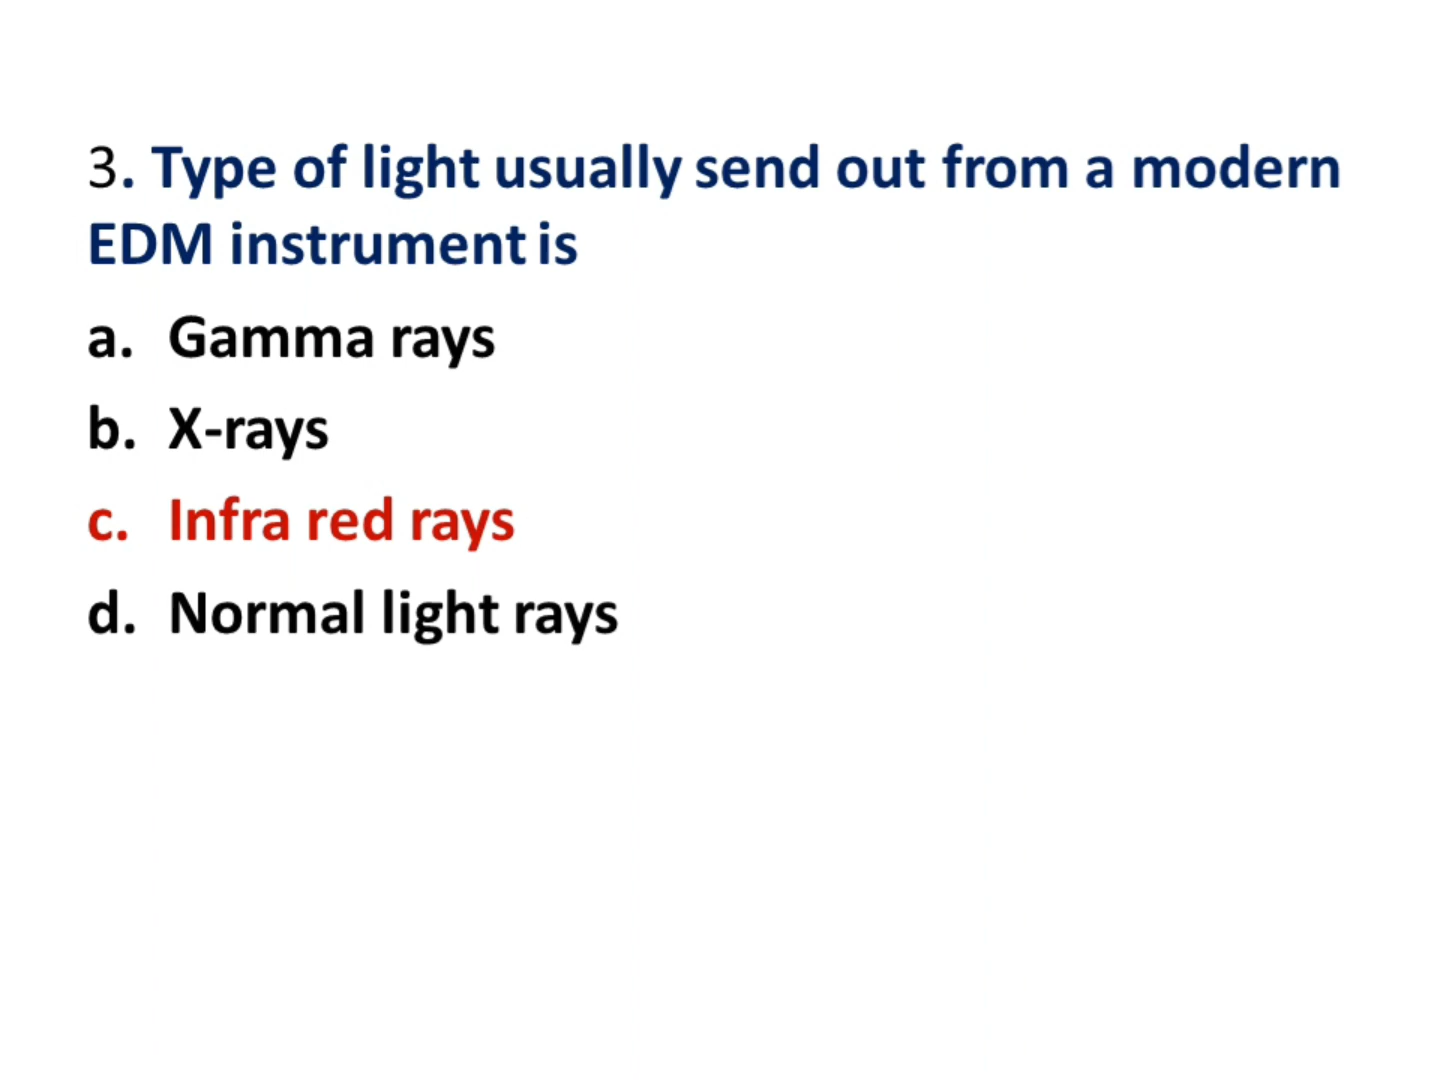 3. Type of light usually send out from a modern
EDM instrument is
a. Gamma rays
b. X-rays
c. Infra red rays
d. Normal light rays